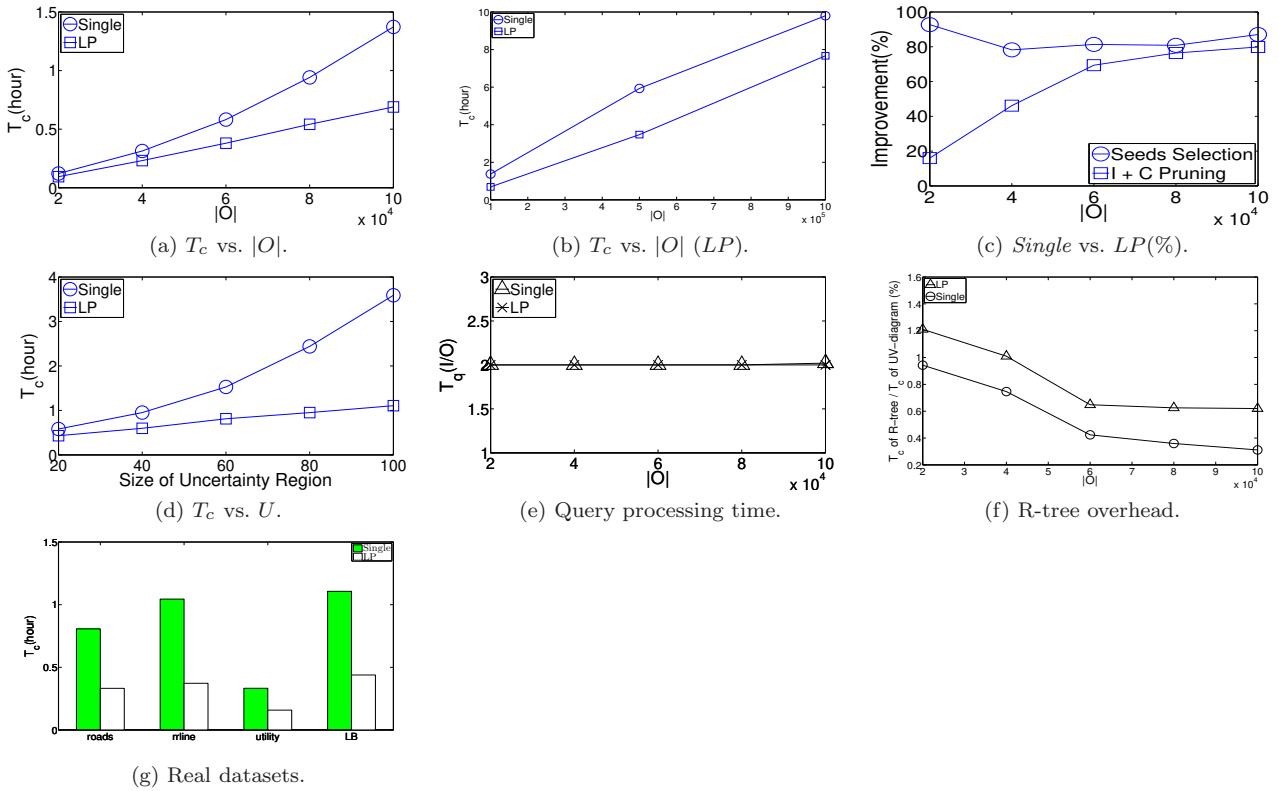 1.5
1
0.5
0
T_c(hour)
Single
LP
2
4
6
8
10
|O|
x 10^4
(a) T_c vs. |O|.
10
8
6
4
2
0
T_c(hour)
Single
LP
1
2
3
4
5
6
7
8
9
10
|O|
x 10^5
(b) T_c vs. |O| (LP).
100
80
60
40
20
0
Improvement(%)
Seeds Selection
I + C Pruning
2
4
6
8
10
|O|
x 10^4
(c) Single vs. LP(%).
4
3
2
1
0
T_c(hour)
Single
LP
20
40
60
80
100
Size of Uncertainty Region
(d) T_c vs. U.
3
2.5
2
1.5
1
T_q(I/O)
Single
LP
2
4
6
8
10
|O|
x 10^4
(e) Query processing time.
1.6
1.4
1.2
1
0.8
0.6
0.4
0.2
T_c of R-tree / T_c of UV-diagram (%)
LP
Single
2
3
4
5
6
7
8
9
10
|O|
x 10^4
(f) R-tree overhead.
1.5
1
0.5
0
T_c(hour)
Single
LP
roads
rrline
utility
LB
(g) Real datasets.